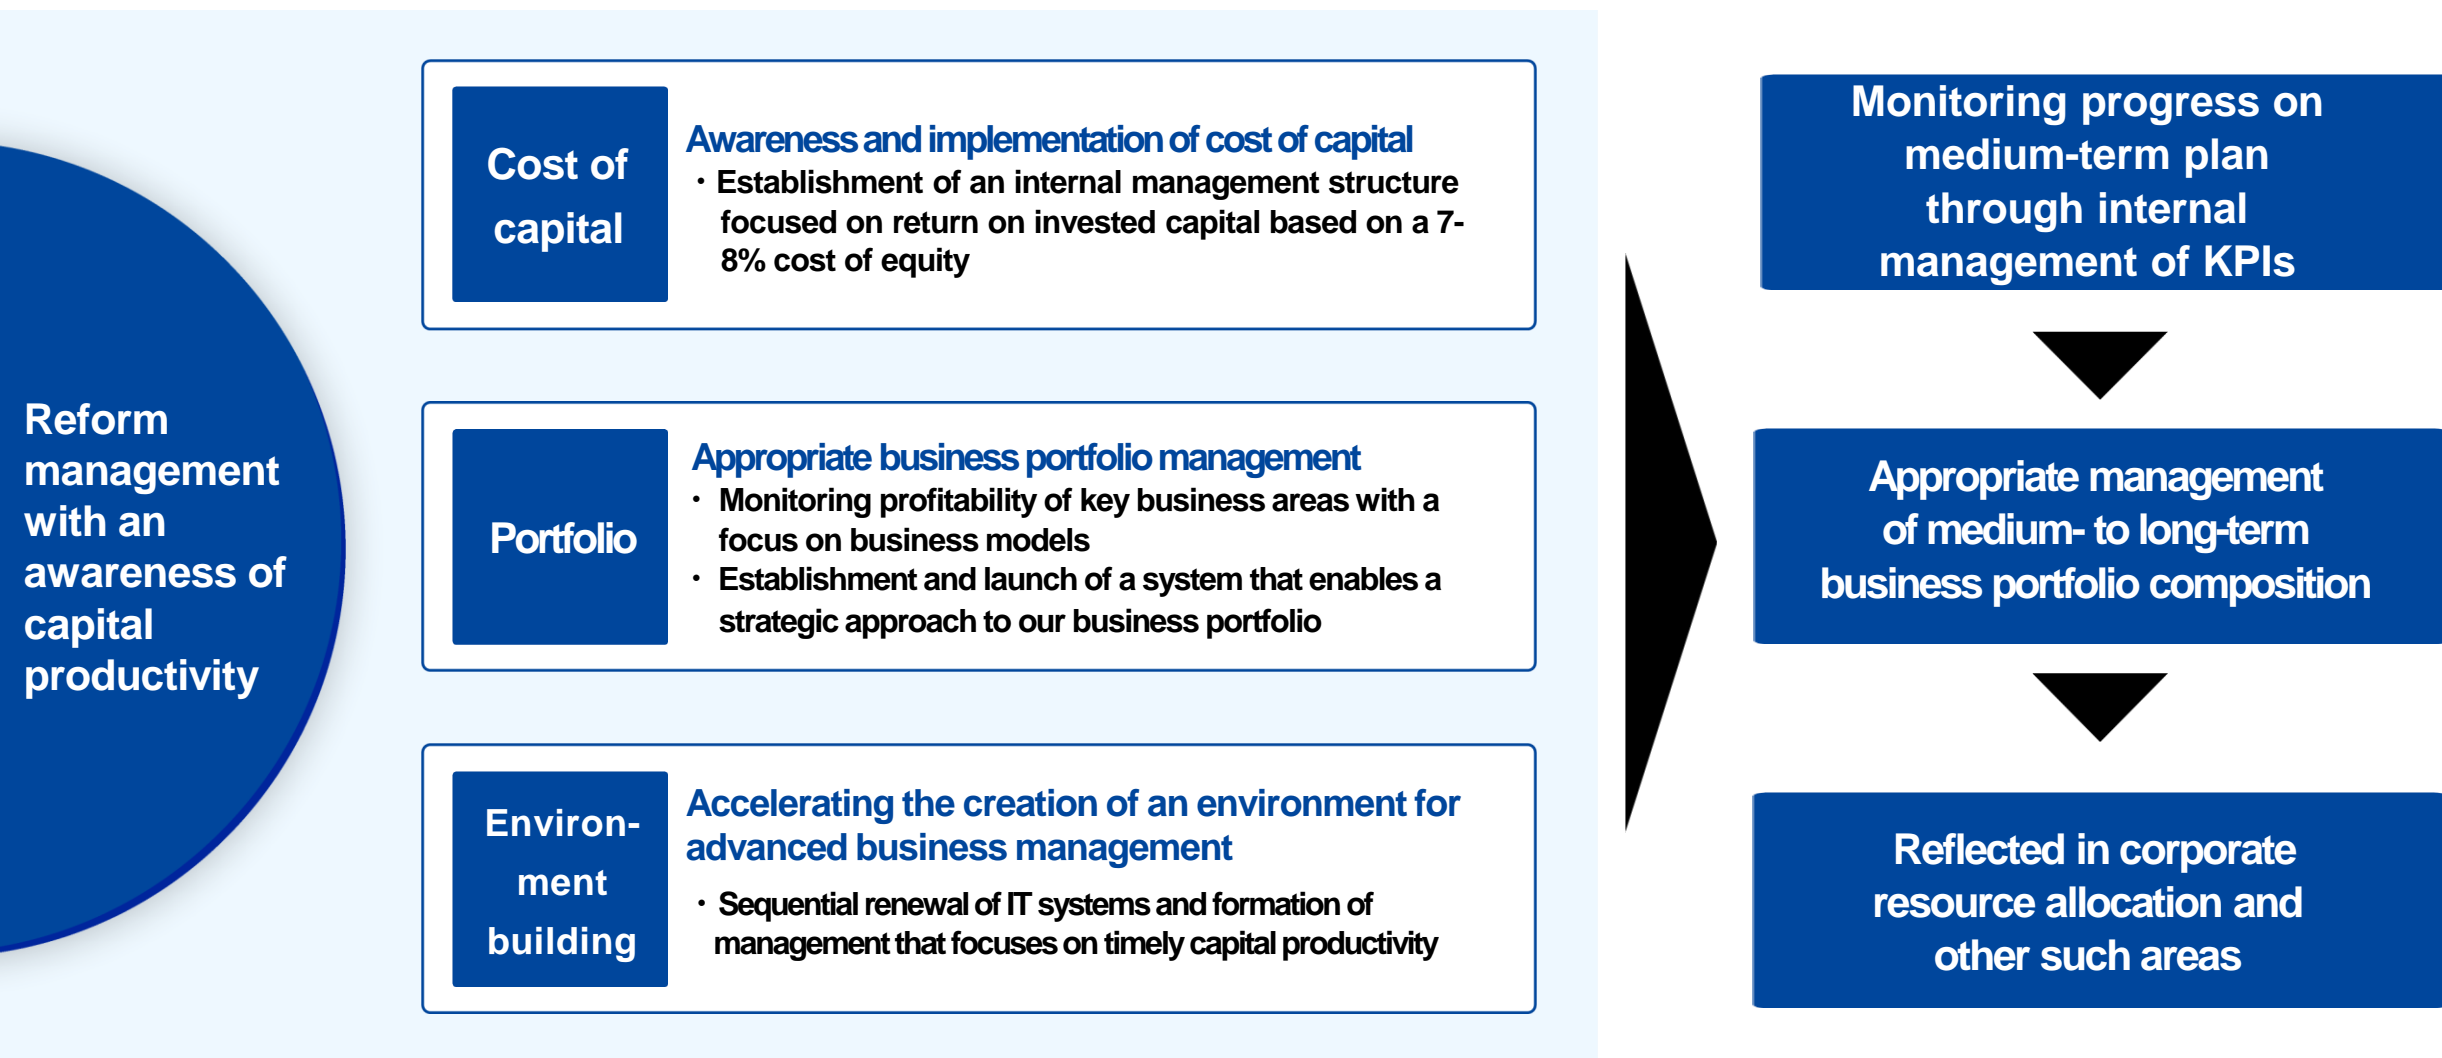 Reform
management
with an
awareness of
capital
productivity
Cost of
capital
Awareness and implementation of cost of capital
・Establishment of an internal management structure
focused on return on invested capital based on a 7-
8% cost of equity
Portfolio
Appropriate business portfolio management
・Monitoring profitability of key business areas with a
focus on business models
・Establishment and launch of a system that enables a
strategic approach to our business portfolio
Environ-
ment
building
Accelerating the creation of an environment for
advanced business management
・Sequential renewal of IT systems and formation of
management that focuses on timely capital productivity
Monitoring progress on
medium-term plan
through internal
management of KPIs
Appropriate management
of medium- to long-term
business portfolio composition
Reflected in corporate
resource allocation and
other such areas